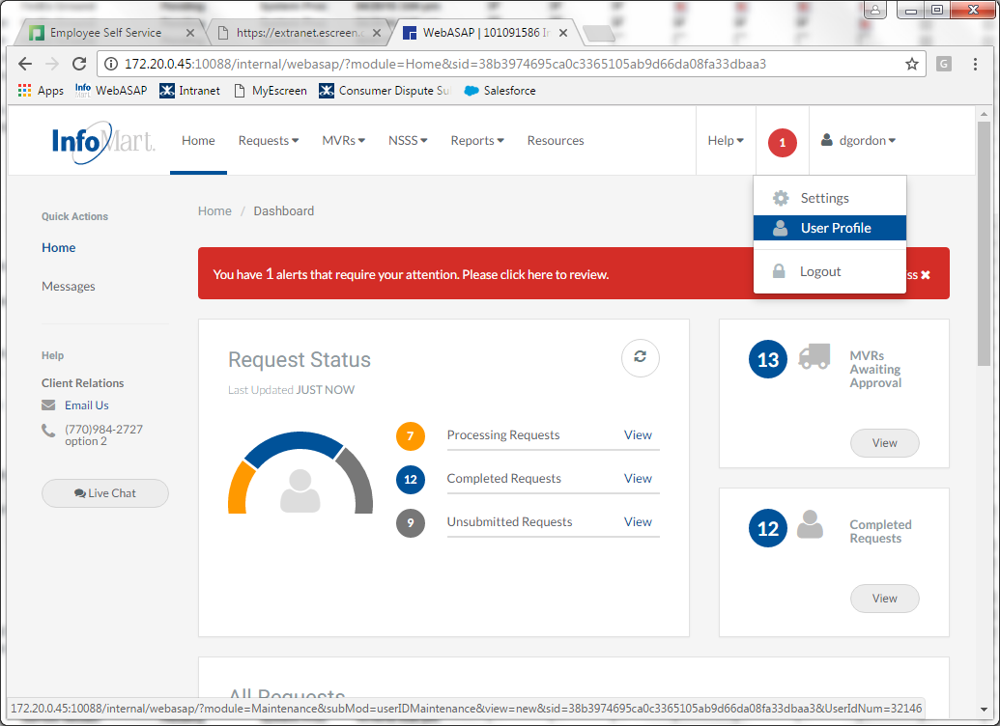 Employee Self Service
https://extranet.escreen.c
WebASAP | 101091586 In
172.20.0.45:10088/internal/webasap/?module=Home&sid=38b3974695ca0c3365105ab9d66da08fa33dbaa3
G
Apps
Info Mart. WebASAP
Intranet
MyEscreen
Consumer Dispute Su
Salesforce
InfoMart.
Home
Requests
MVRs
NSSS
Reports
Resources
Help
1
dgordon
Settings
User Profile
Logout
Quick Actions
Home
Messages
Help
Client Relations
Email Us
(770)984-2727
option 2
Live Chat
Home / Dashboard
You have 1 alerts that require your attention. Please click here to review.
ss
Request Status
Last Updated JUST NOW
7 Processing Requests View
12 Completed Requests View
9 Unsubmitted Requests View
13
MVRs
Awaiting
Approval
View
12
Completed
Requests
View
All Requests
172.20.0.45:10088/internal/webasap/?module=Maintenance&subMod=userIDMaintenance&view=new&sid=38b3974695ca0c3365105ab9d66da08fa33dbaa3&UserIdNum=32146